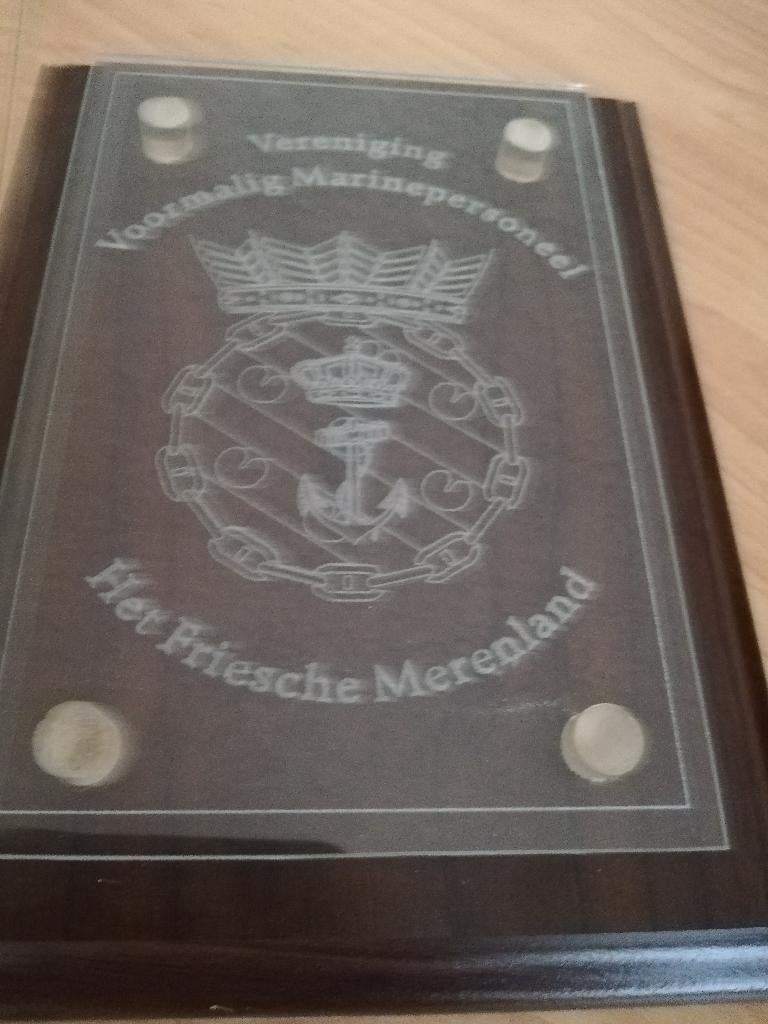 Vereniging
Voormalig Marinepersoneel
Het Friesche Merenland